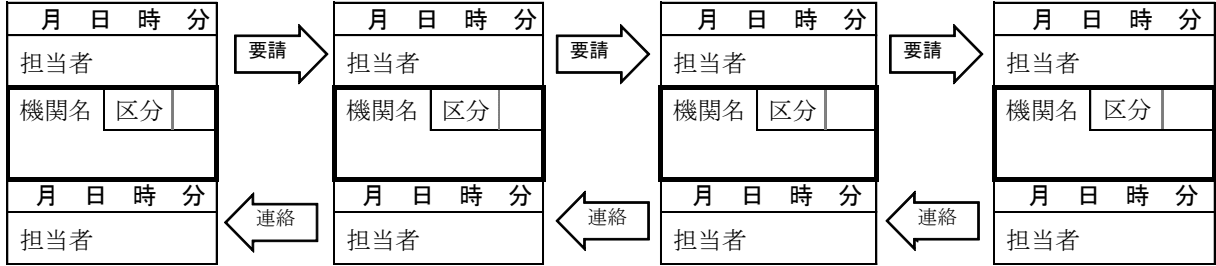 月 日 時 分
担当者
機関名 区分
月 日 時 分
担当者
要請
連絡
月 日 時 分
担当者
機関名 区分
月 日 時 分
担当者
要請
連絡
月 日 時 分
担当者
機関名 区分
月 日 時 分
担当者
要請
連絡
月 日 時 分
担当者
機関名 区分
月 日 時 分
担当者